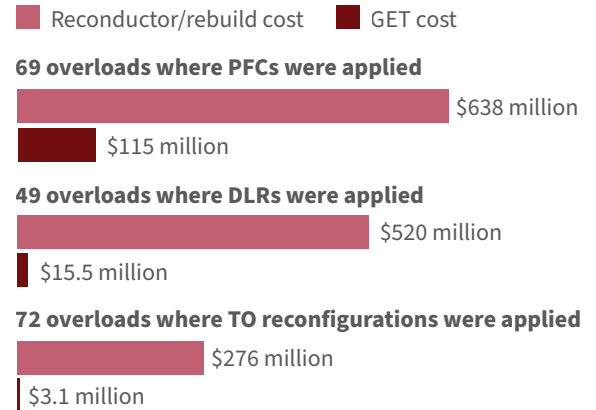 Reconductor/rebuild cost GET cost
69 overloads where PFCs were applied
$638 million
$115 million
49 overloads where DLRs were applied
$520 million
$15.5 million
72 overloads where TO reconfigurations were applied
$276 million
$3.1 million